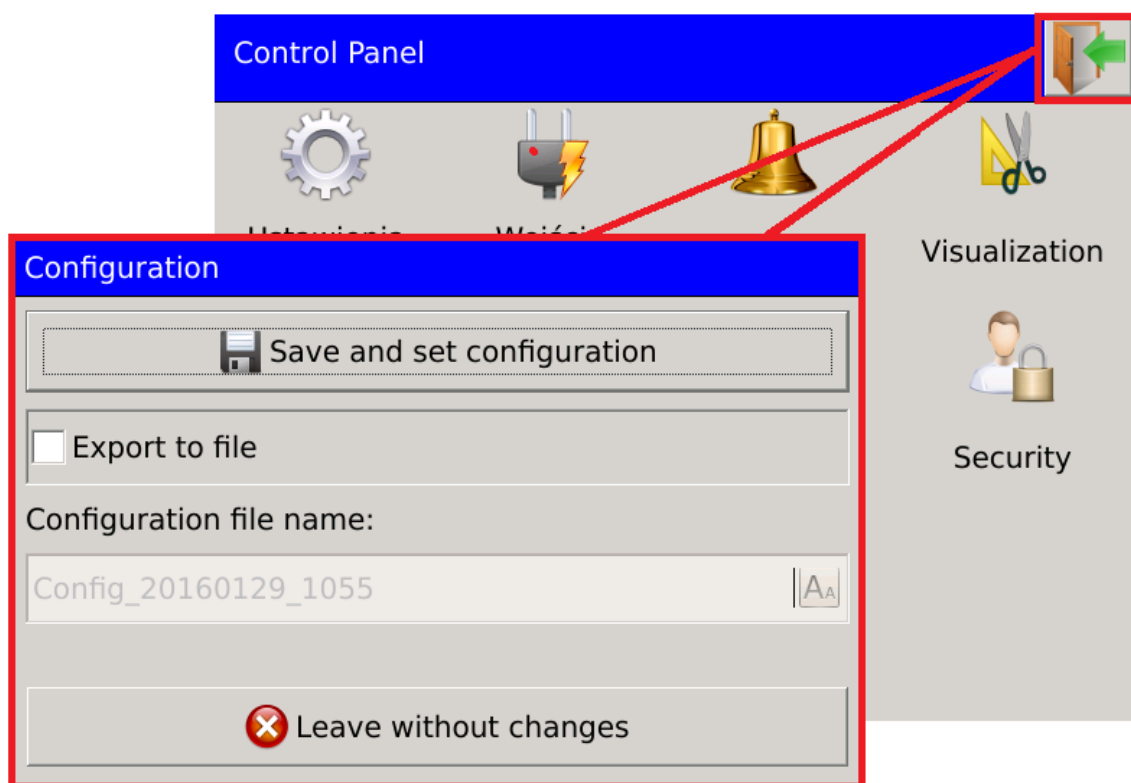 Control Panel
Visualization
Configuration
Save and set configuration
Export to file
Security
Configuration file name:
Config_20160129_1055
Leave without changes